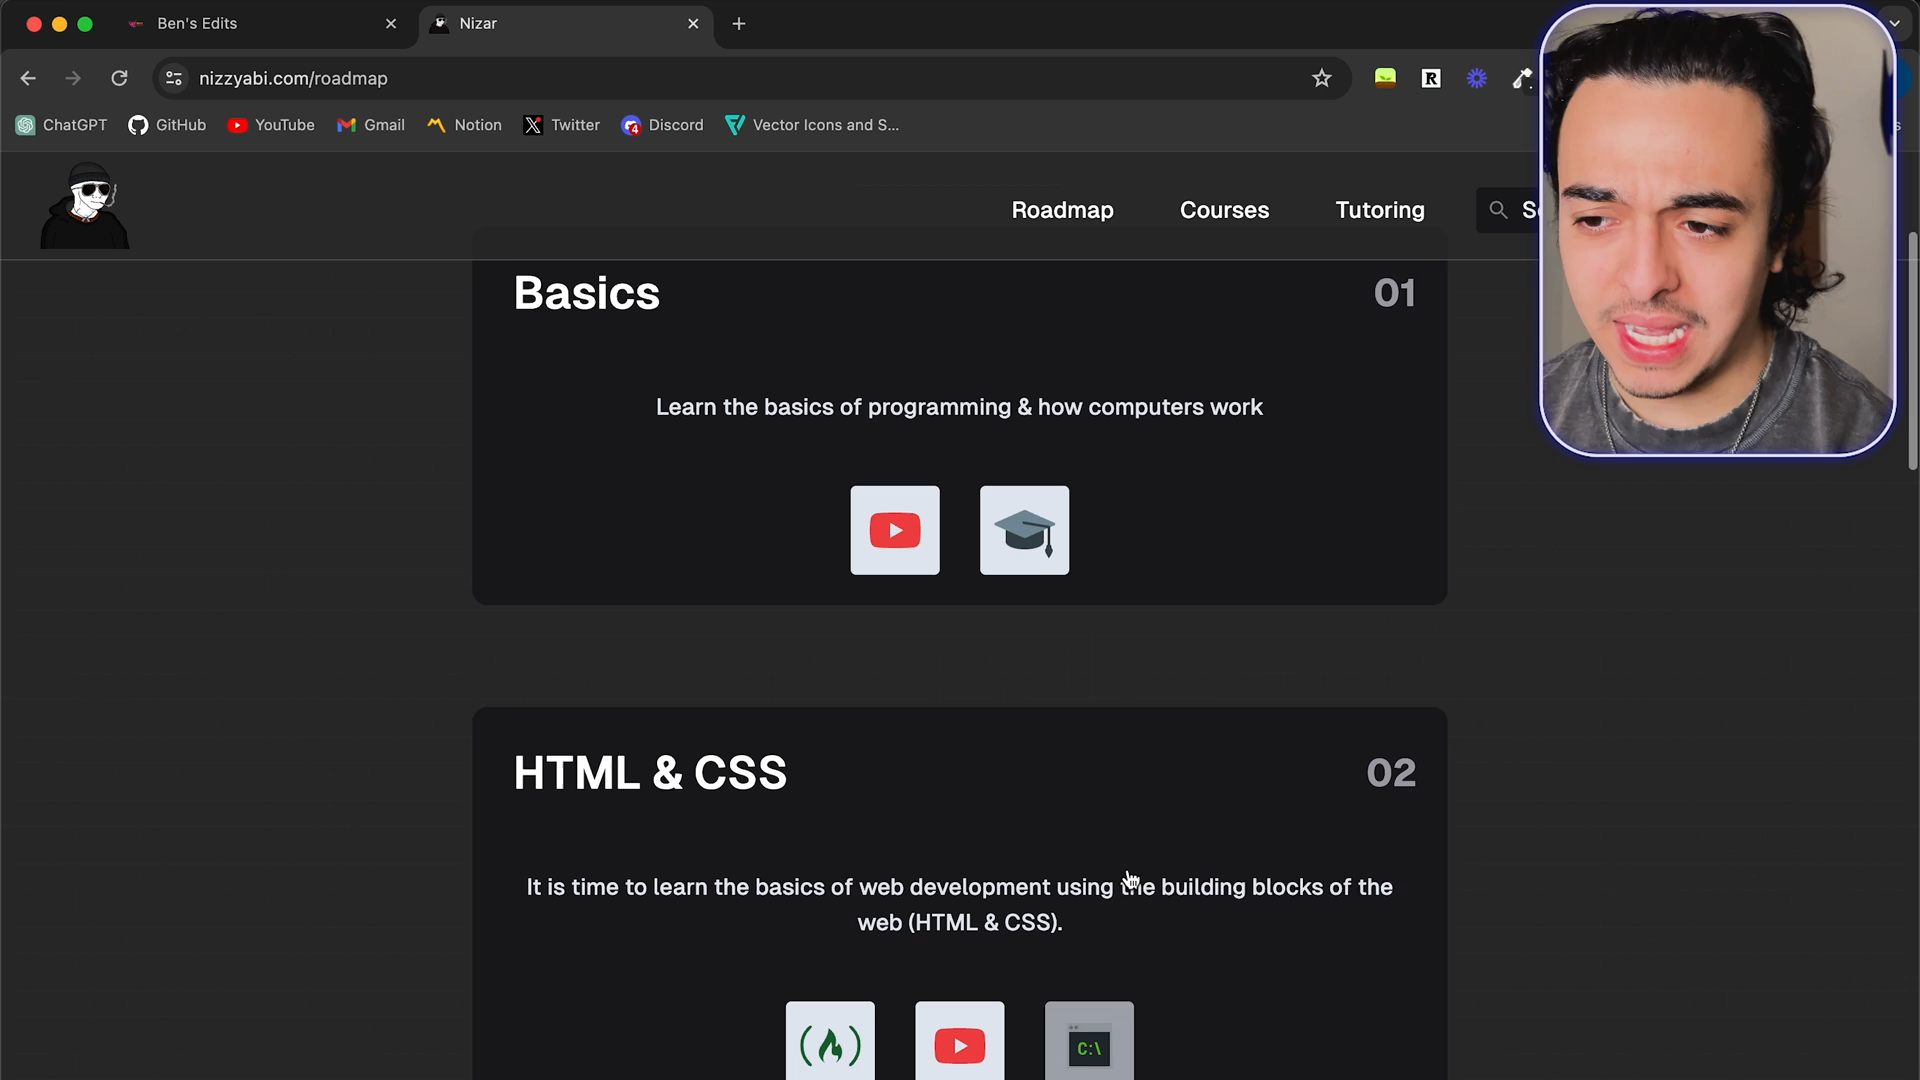 Ben's Edits
Nizar
nizzyabi.com/roadmap
R
ChatGPT
GitHub
YouTube
Gmail
Notion
Twitter
4
Discord
Vector Icons and S...
Roadmap
Courses
Tutoring
Basics
01
Learn the basics of programming & how computers work
HTML & CSS
02
It is time to learn the basics of web development using the building blocks of the
web (HTML & CSS).
C:\